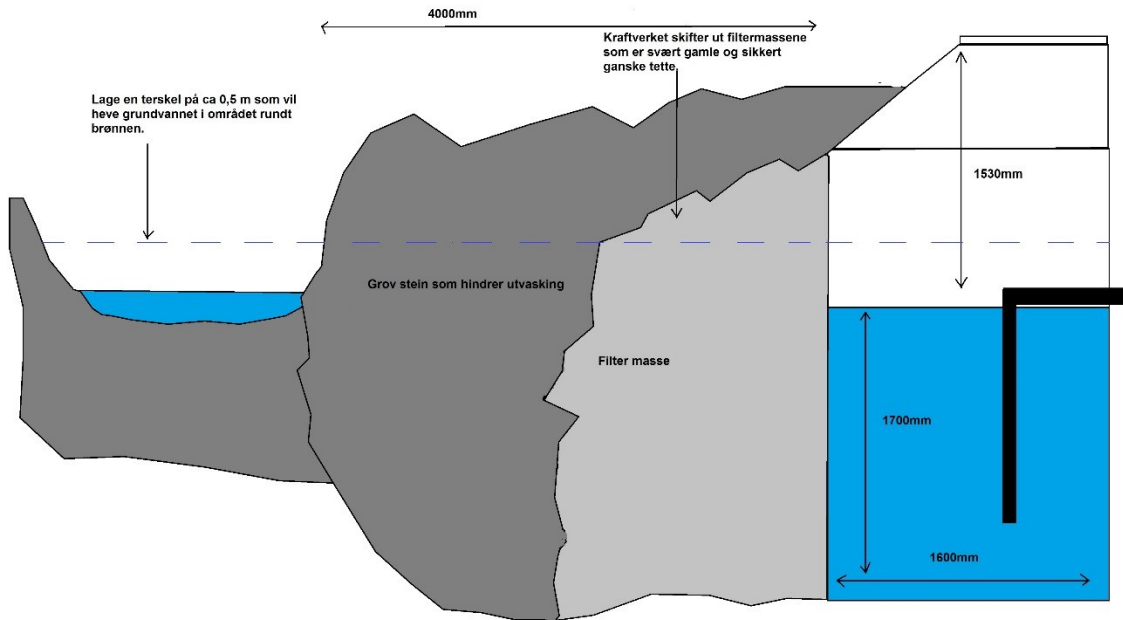 4000mm
Kraftverket skifter ut filtermassene
som er svært gamle og sikkert
ganske tette
Lage en terskel på ca 0,5 m som vil
heve grundvannet i området rundt
brønnen.
1530mm
Grov stein som hindrer utvasking
Filter masse
1700mm
1600mm